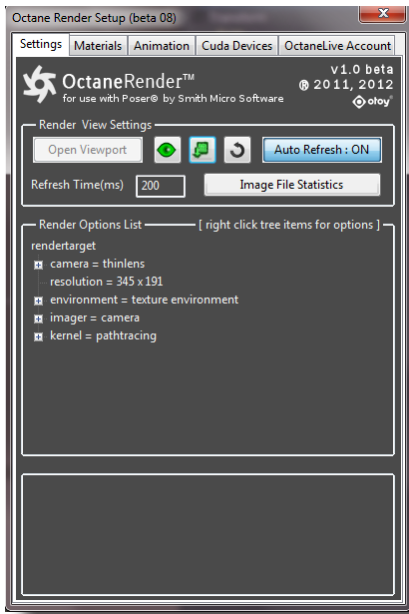 Octane Render Setup (beta 08)
Settings Materials Animation Cuda Devices OctaneLive Account
OctaneRender™
for use with Poser® by Smith Micro Software
v1.0 beta
® 2011, 2012
otoy
Render View Settings
Open Viewport Auto Refresh : ON
Refresh Time(ms) 200 Image File Statistics
Render Options List [ right click tree items for options ]
rendertarget
camera = thinlens
resolution = 345 x 191
environment = texture environment
imager = camera
kernel = pathtracing